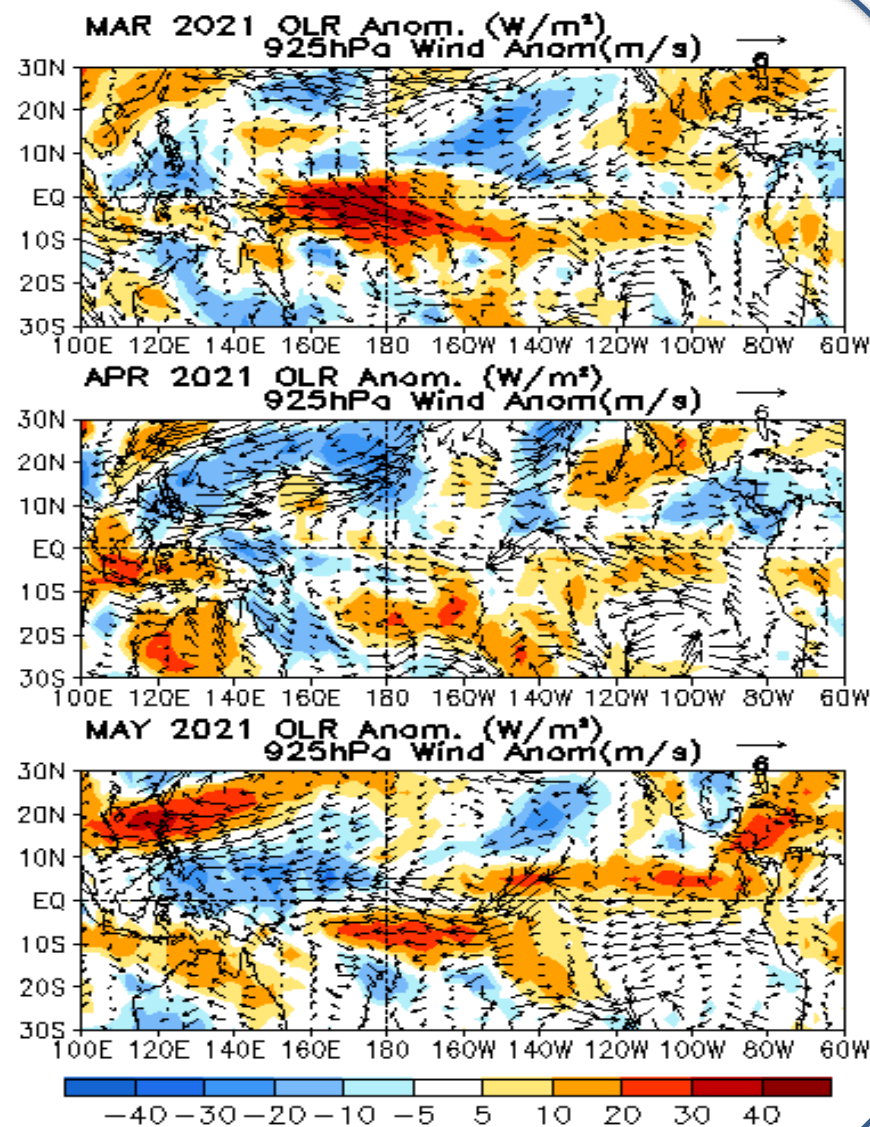 MAR 2021 OLR Anom. (W/m²)
925hPa Wind Anom(m/s)
6
30N
20N
10N
EQ
10S
20S
30S
100E 120E 140E 160E 180 160W 140W 120W 100W 80W 60W
APR 2021 OLR Anom. (W/m²)
925hPa Wind Anom(m/s)
6
30N
20N
10N
EQ
10S
20S
30S
100E 120E 140E 160E 180 160W 140W 120W 100W 80W 60W
MAY 2021 OLR Anom. (W/m²)
925hPa Wind Anom(m/s)
6
30N
20N
10N
EQ
10S
20S
30S
100E 120E 140E 160E 180 160W 140W 120W 100W 80W 60W
-40 -30 -20 -10 -5 5 10 20 30 40